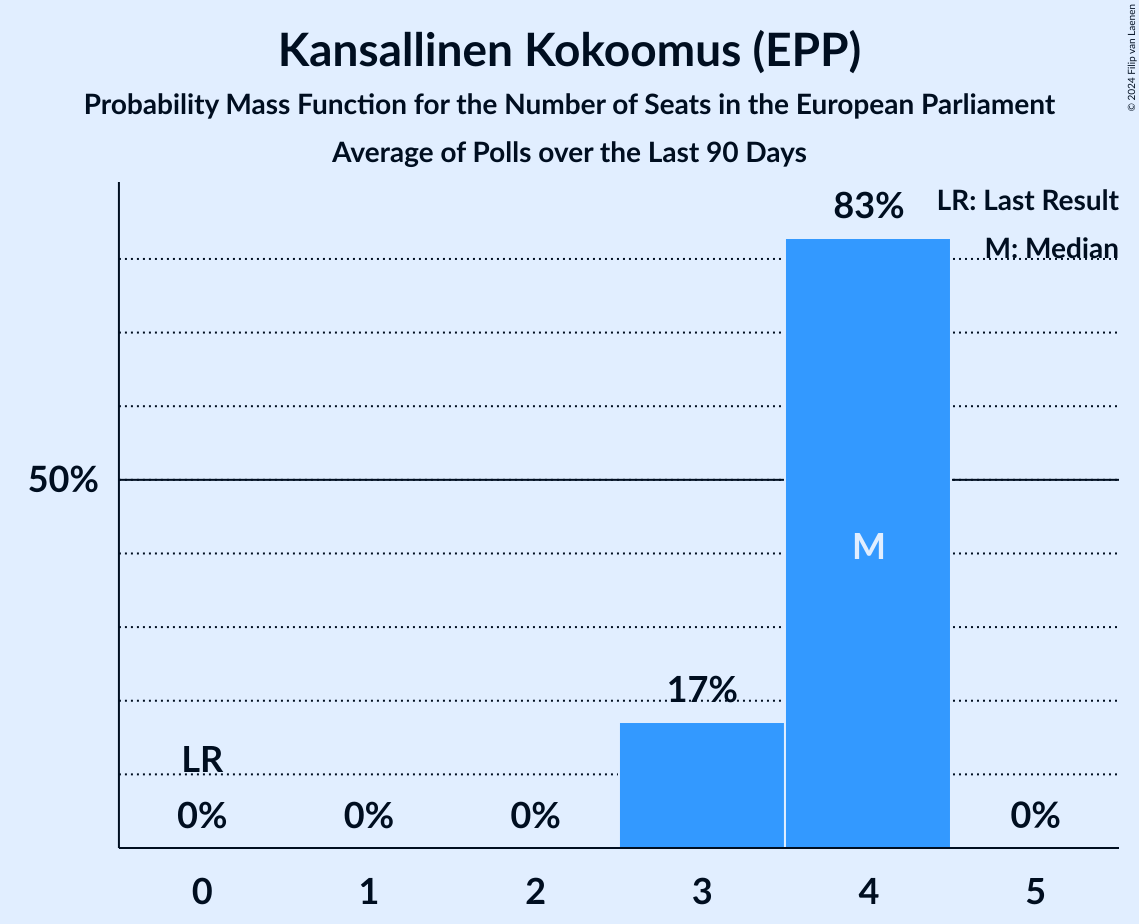 Kansallinen Kokoomus (EPP)
Probability Mass Function for the Number of Seats in the European Parliament
Average of Polls over the Last 90 Days
© 2024 Filip van Laenen
LR: Last Result
M: Median
83%
50%
M
17%
LR
0% 0% 0% 0%
0 1 2 3 4 5